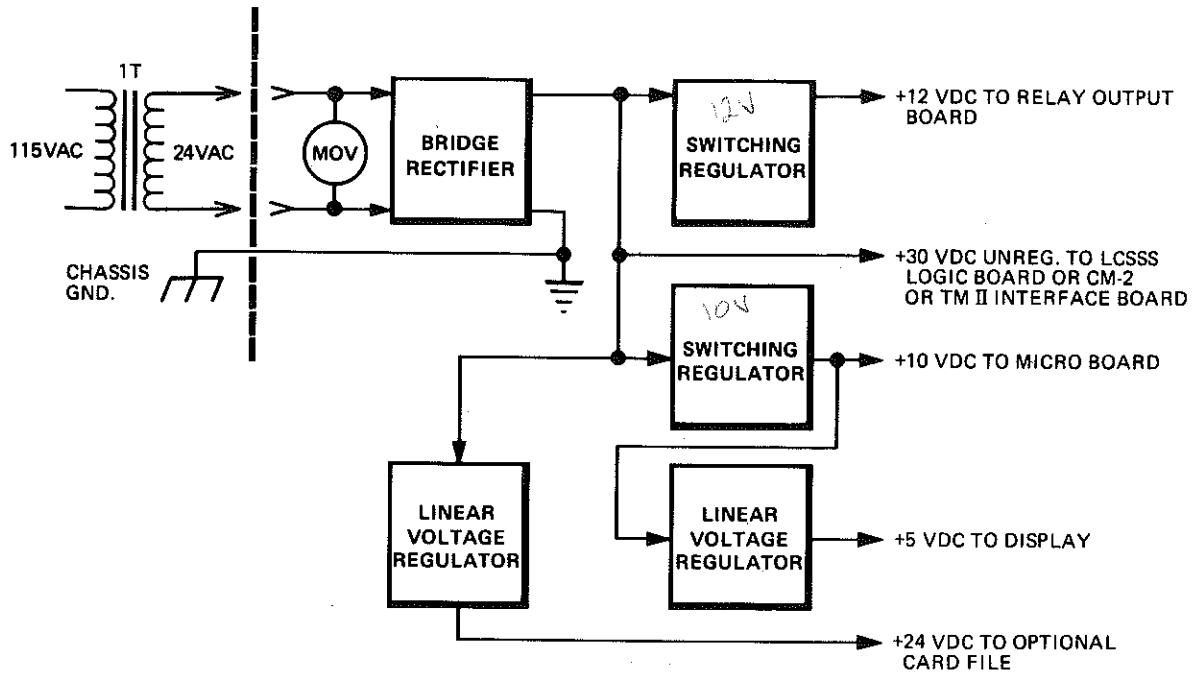 1T
115VAC
24VAC
MOV
BRIDGE
RECTIFIER
12V
SWITCHING
REGULATOR
+12 VDC TO RELAY OUTPUT
BOARD
CHASSIS
GND.
+30 VDC UNREG. TO LCSSS
LOGIC BOARD OR CM-2
OR TM II INTERFACE BOARD
10V
SWITCHING
REGULATOR
+10 VDC TO MICRO BOARD
LINEAR
VOLTAGE
REGULATOR
LINEAR
VOLTAGE
REGULATOR
+5 VDC TO DISPLAY
+24 VDC TO OPTIONAL
CARD FILE